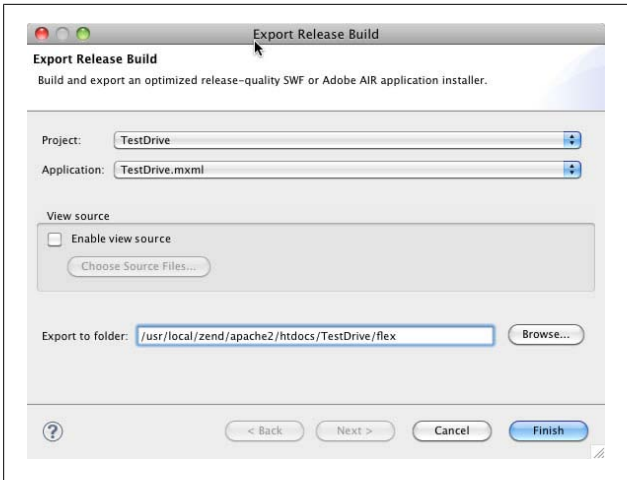 Export Release Build
Export Release Build
Build and export an optimized release-quality SWF or Adobe AIR application installer.
Project: TestDrive
Application: TestDrive.mxml
View source
Enable view source
Choose Source Files...
Export to folder: /usr/local/zend/apache2/htdocs/TestDrive/flex Browse...
? < Back Next > Cancel Finish